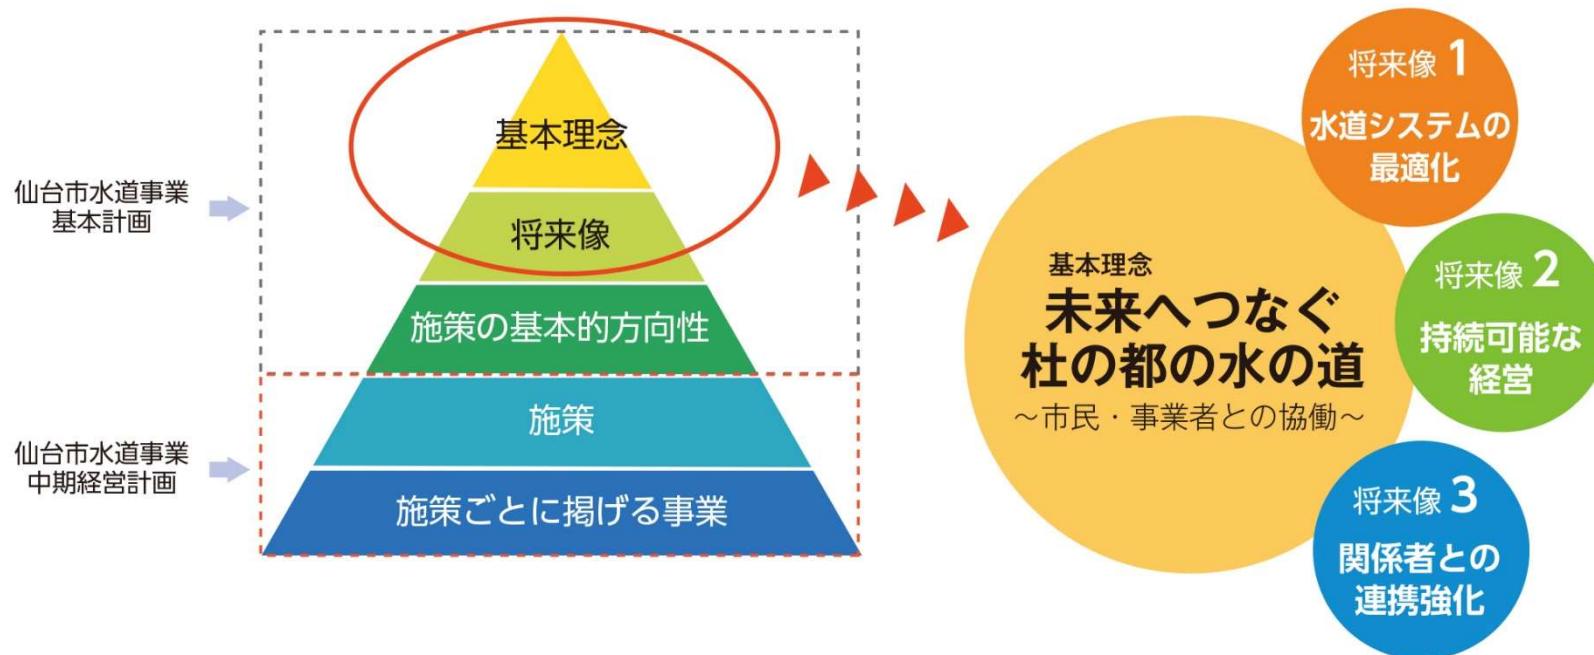 基本理念
将来像
施策の基本的方向性
施策
施策ごとに掲げる事業
仙台市水道事業
基本計画
仙台市水道事業
中期経営計画
基本理念
未来へつなぐ
杜の都の水の道
～市民・事業者との協働～
将来像 1
水道システムの
最適化
将来像 2
持続可能な
経営
将来像 3
関係者との
連携強化